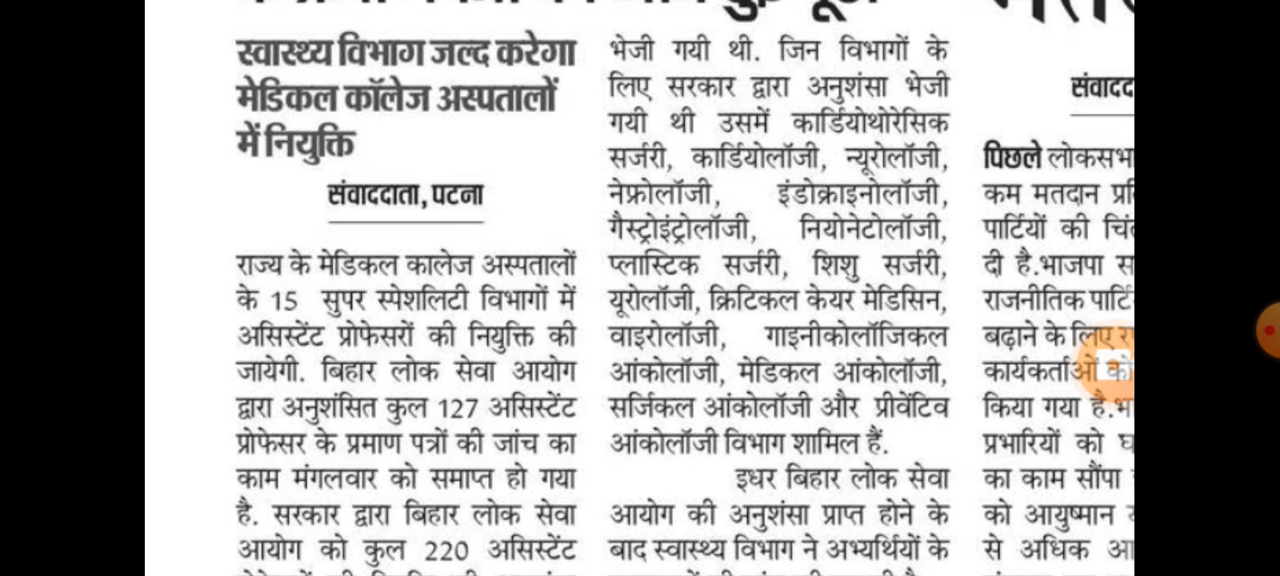 स्वास्थ्य विभाग जल्द करेगा
मेडिकल कॉलेज अस्पतालों
में नियुक्ति
संवाददाता, पटना
राज्य के मेडिकल कालेज अस्पतालों
के 15 सुपर स्पेशलिटी विभागों में
असिस्टेंट प्रोफेसरों की नियुक्ति की
जायेगी. बिहार लोक सेवा आयोग
द्वारा अनुशंसित कुल 127 असिस्टेंट
प्रोफेसर के प्रमाण पत्रों की जांच का
काम मंगलवार को समाप्त हो गया
है. सरकार द्वारा बिहार लोक सेवा
आयोग को कुल 220 असिस्टेंट
भेजी गयी थी. जिन विभागों के
लिए सरकार द्वारा अनुशंसा भेजी
गयी थी उसमें कार्डियोथोरेसिक
सर्जरी, कार्डियोलॉजी, न्यूरोलॉजी,
नेफ्रोलॉजी, इंडोक्राइनोलॉजी,
गैस्ट्रोइंट्रोलॉजी, नियोनेटोलॉजी,
प्लास्टिक सर्जरी, शिशु सर्जरी,
यूरोलॉजी, क्रिटिकल केयर मेडिसिन,
वाइरोलॉजी, गाइनीकोलॉजिकल
आंकोलॉजी, मेडिकल आंकोलॉजी,
सर्जिकल आंकोलॉजी और प्रीवेंटिव
आंकोलॉजी विभाग शामिल हैं.
इधर बिहार लोक सेवा
आयोग की अनुशंसा प्राप्त होने के
बाद स्वास्थ्य विभाग ने अभ्यर्थियों के
संवादद
पिछले लोकसभ
कम मतदान प्र
पार्टियों की चिं
दी है.भाजपा स
राजनीतिक पार्टि
बढ़ाने के लिए
कार्यकर्ताओं को
किया गया है.भ
प्रभारियों को घ
का काम सौंपा
को आयुष्मान
से अधिक आ